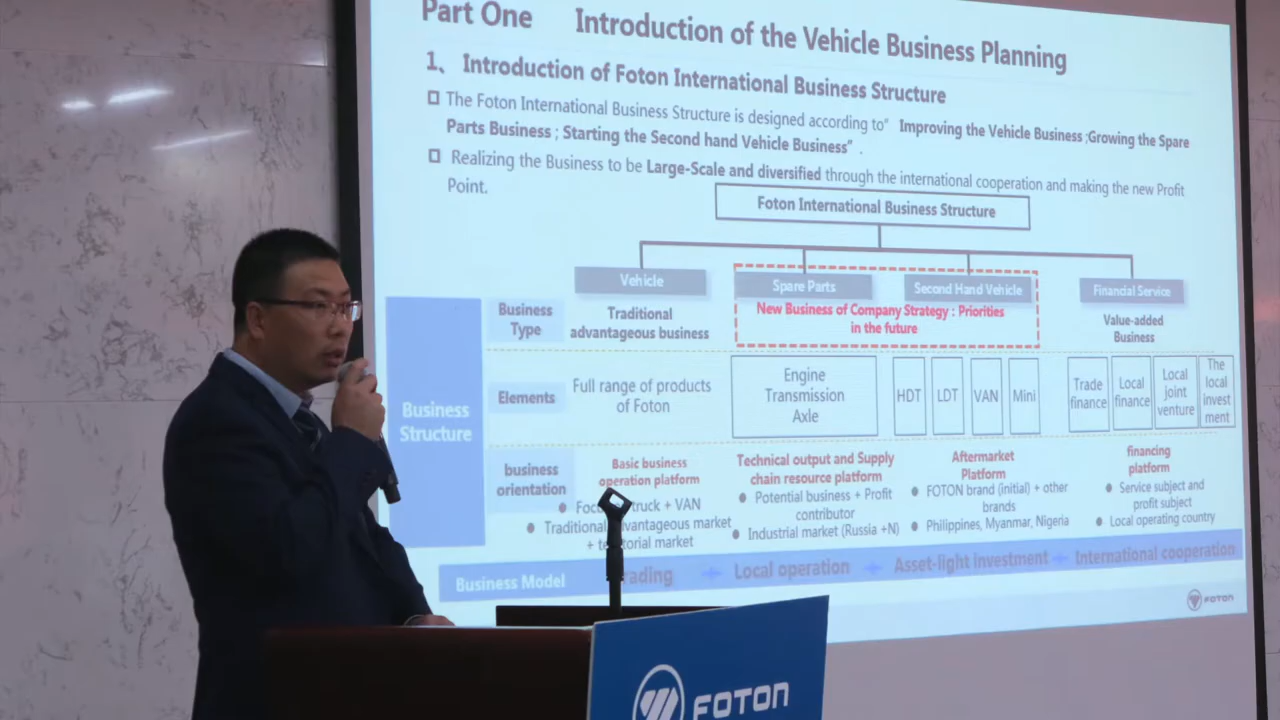 Part One Introduction of the Vehicle Business Planning
1、 Introduction of Foton International Business Structure
The Foton International Business Structure is designed according to" Improving the Vehicle Business ;Growing the Spare
Parts Business ; Starting the Second hand Vehicle Business" .
Realizing the Business to be Large-Scale and diversified through the international cooperation and making the new Profit
Point.
Foton International Business Structure
Vehicle
Spare Parts
Second Hand Vehicle
Financial Service
Business
Type
Traditional
advantageous business
New Business of Company Strategy : Priorities
in the future
Value-added
Business
Business
Structure
Elements
Full range of products
of Foton
Engine
Transmission
Axle
HDT
LDT
VAN
Mini
Trade
finance
Local
finance
Local
joint
venture
The
local
invest
ment
business
orientation
Basic business
operation platform
● truck + VAN
● Traditional advantageous market
+ market
Technical output and Supply
chain resource platform
● Potential business + Profit
contributor
● Industrial market (Russia +N)
Aftermarket
Platform
● FOTON brand (initial) + other
brands
● Philippines, Myanmar, Nigeria
financing
platform
● Service subject and
profit subject
● Local operating country
Business Model Trading + Local operation + Asset-light investment + International cooperation
FOTON
FOTON